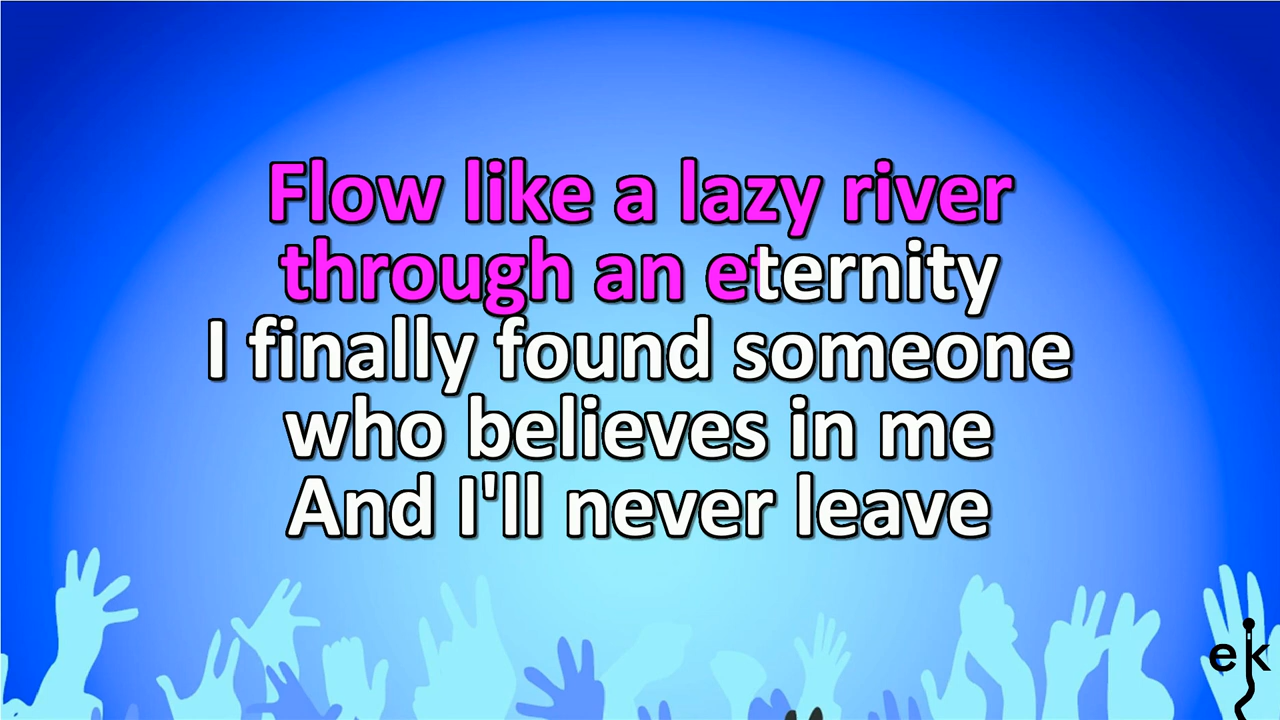 Flow like a lazy river
through an eternity
I finally found someone
who believes in me
And I'll never leave
ek